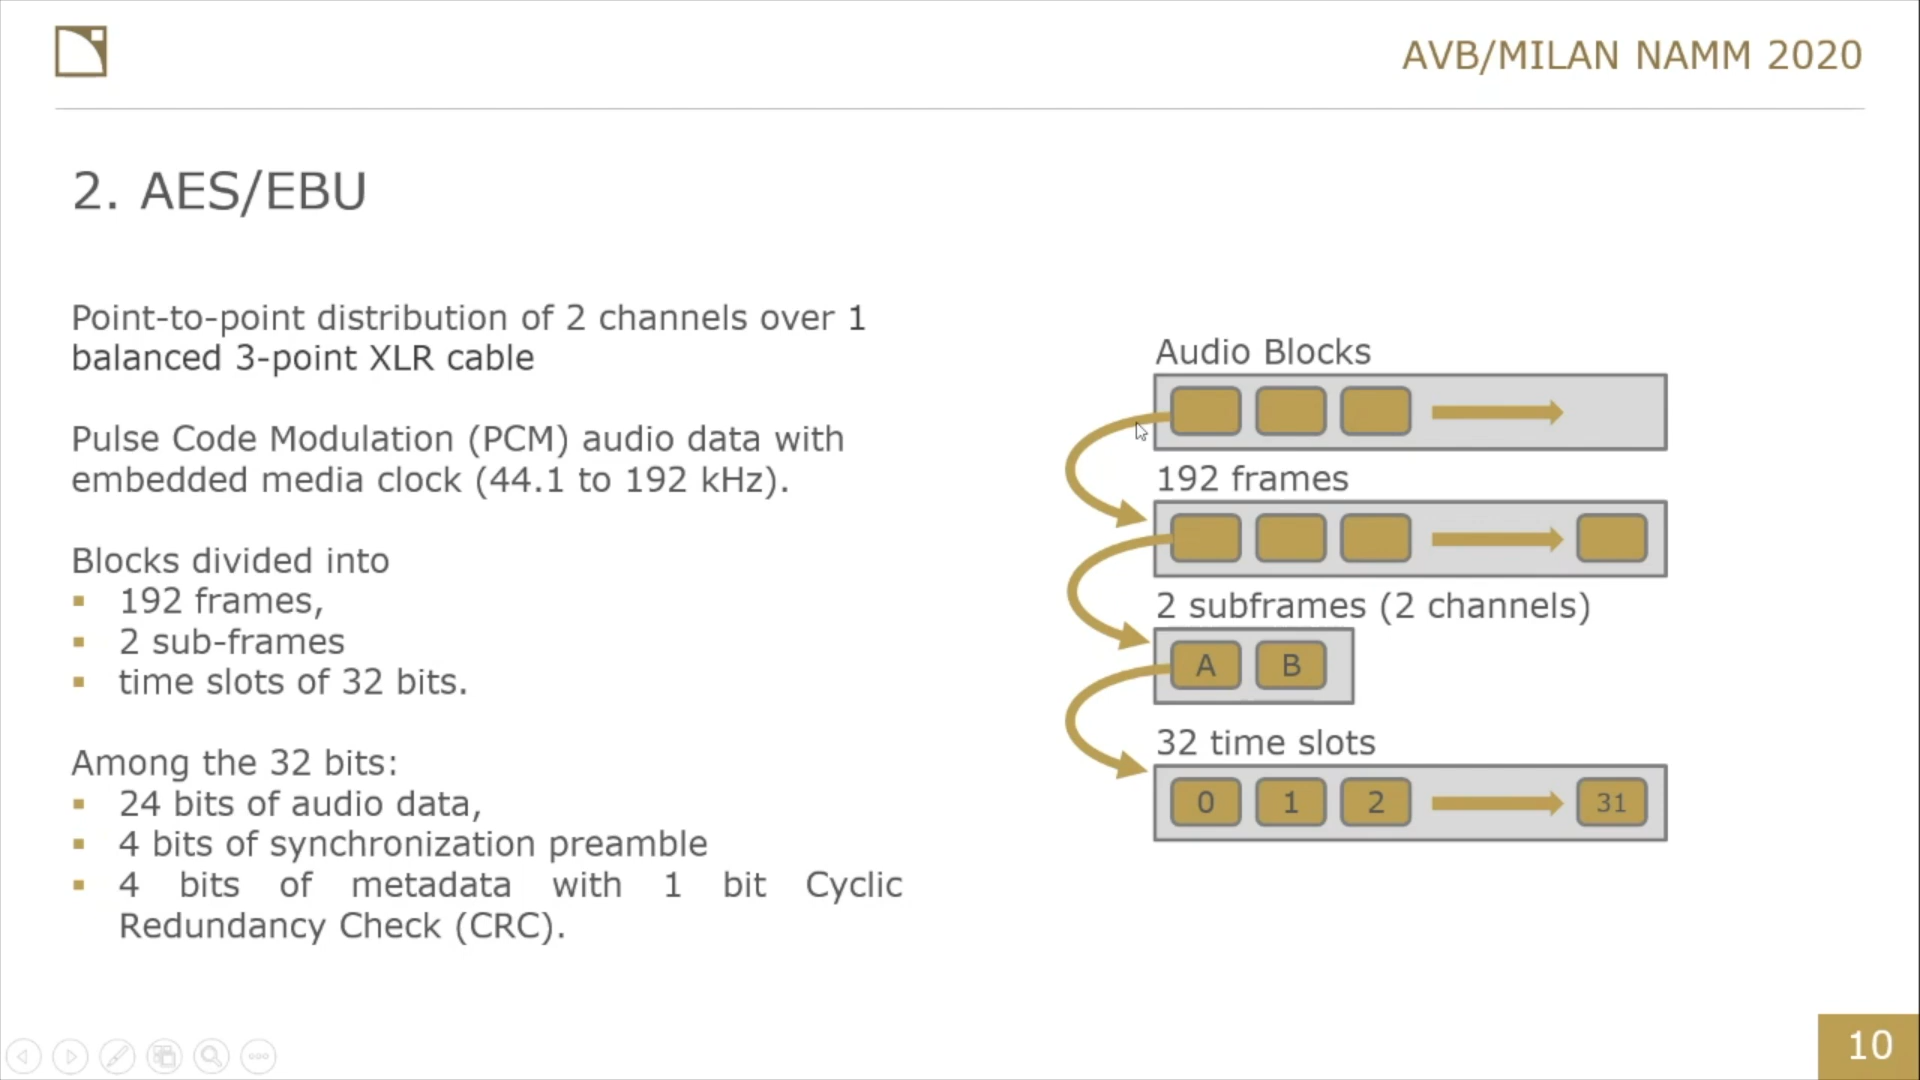 AVB/MILAN NAMM 2020
2. AES/EBU
Point-to-point distribution of 2 channels over 1
balanced 3-point XLR cable
Pulse Code Modulation (PCM) audio data with
embedded media clock (44.1 to 192 kHz).
Blocks divided into
▪ 192 frames,
▪ 2 sub-frames
▪ time slots of 32 bits.
Among the 32 bits:
▪ 24 bits of audio data,
▪ 4 bits of synchronization preamble
▪ 4 bits of metadata with 1 bit Cyclic
Redundancy Check (CRC).
Audio Blocks
192 frames
2 subframes (2 channels)
A B
32 time slots
0 1 2 31
10